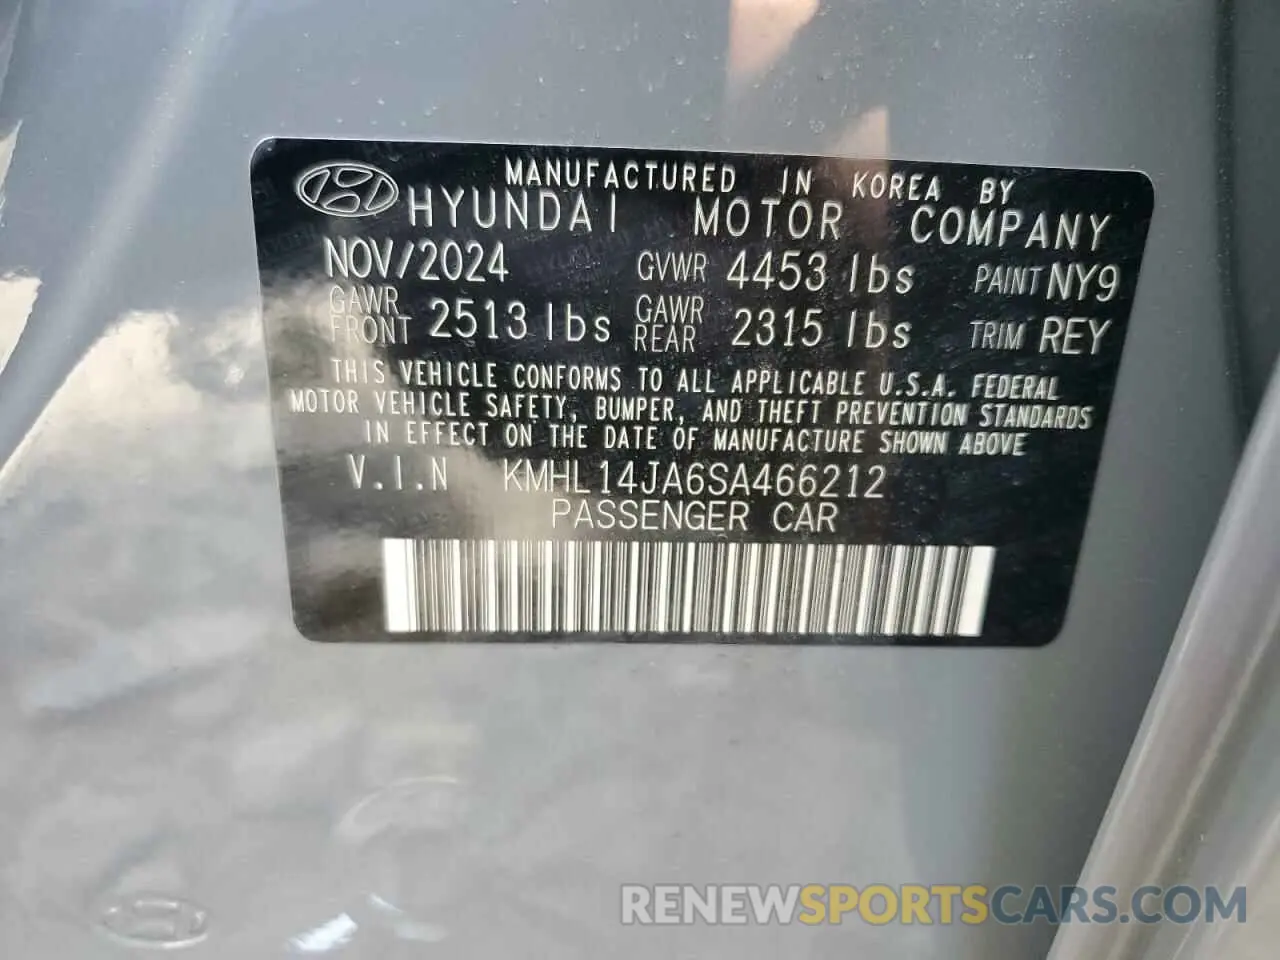 MANUFACTURED IN KOREA BY
HYUNDAI MOTOR COMPANY
NOV/2024 GVWR 4453 lbs PAINT NY9
GAWR FRONT 2513 lbs GAWR REAR 2315 lbs TRIM REY
THIS VEHICLE CONFORMS TO ALL APPLICABLE U.S.A. FEDERAL
MOTOR VEHICLE SAFETY, BUMPER, AND THEFT PREVENTION STANDARDS
IN EFFECT ON THE DATE OF MANUFACTURE SHOWN ABOVE
V.I.N KMHL14JA6SA466212
PASSENGER CAR
RENEWSPORTSCARS.COM